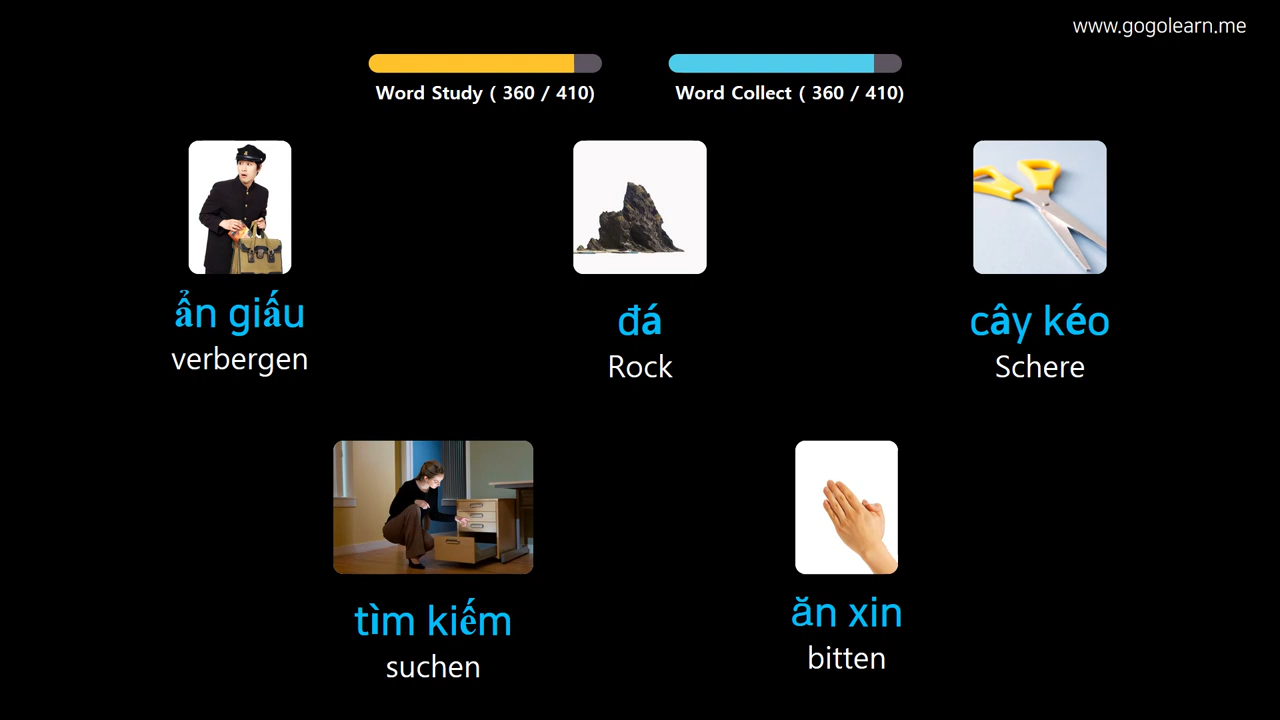 www.gogolearn.me
Word Study ( 360 / 410)
Word Collect ( 360 / 410)
ẩn giấu
verbergen
đá
Rock
cây kéo
Schere
tìm kiếm
suchen
ăn xin
bitten